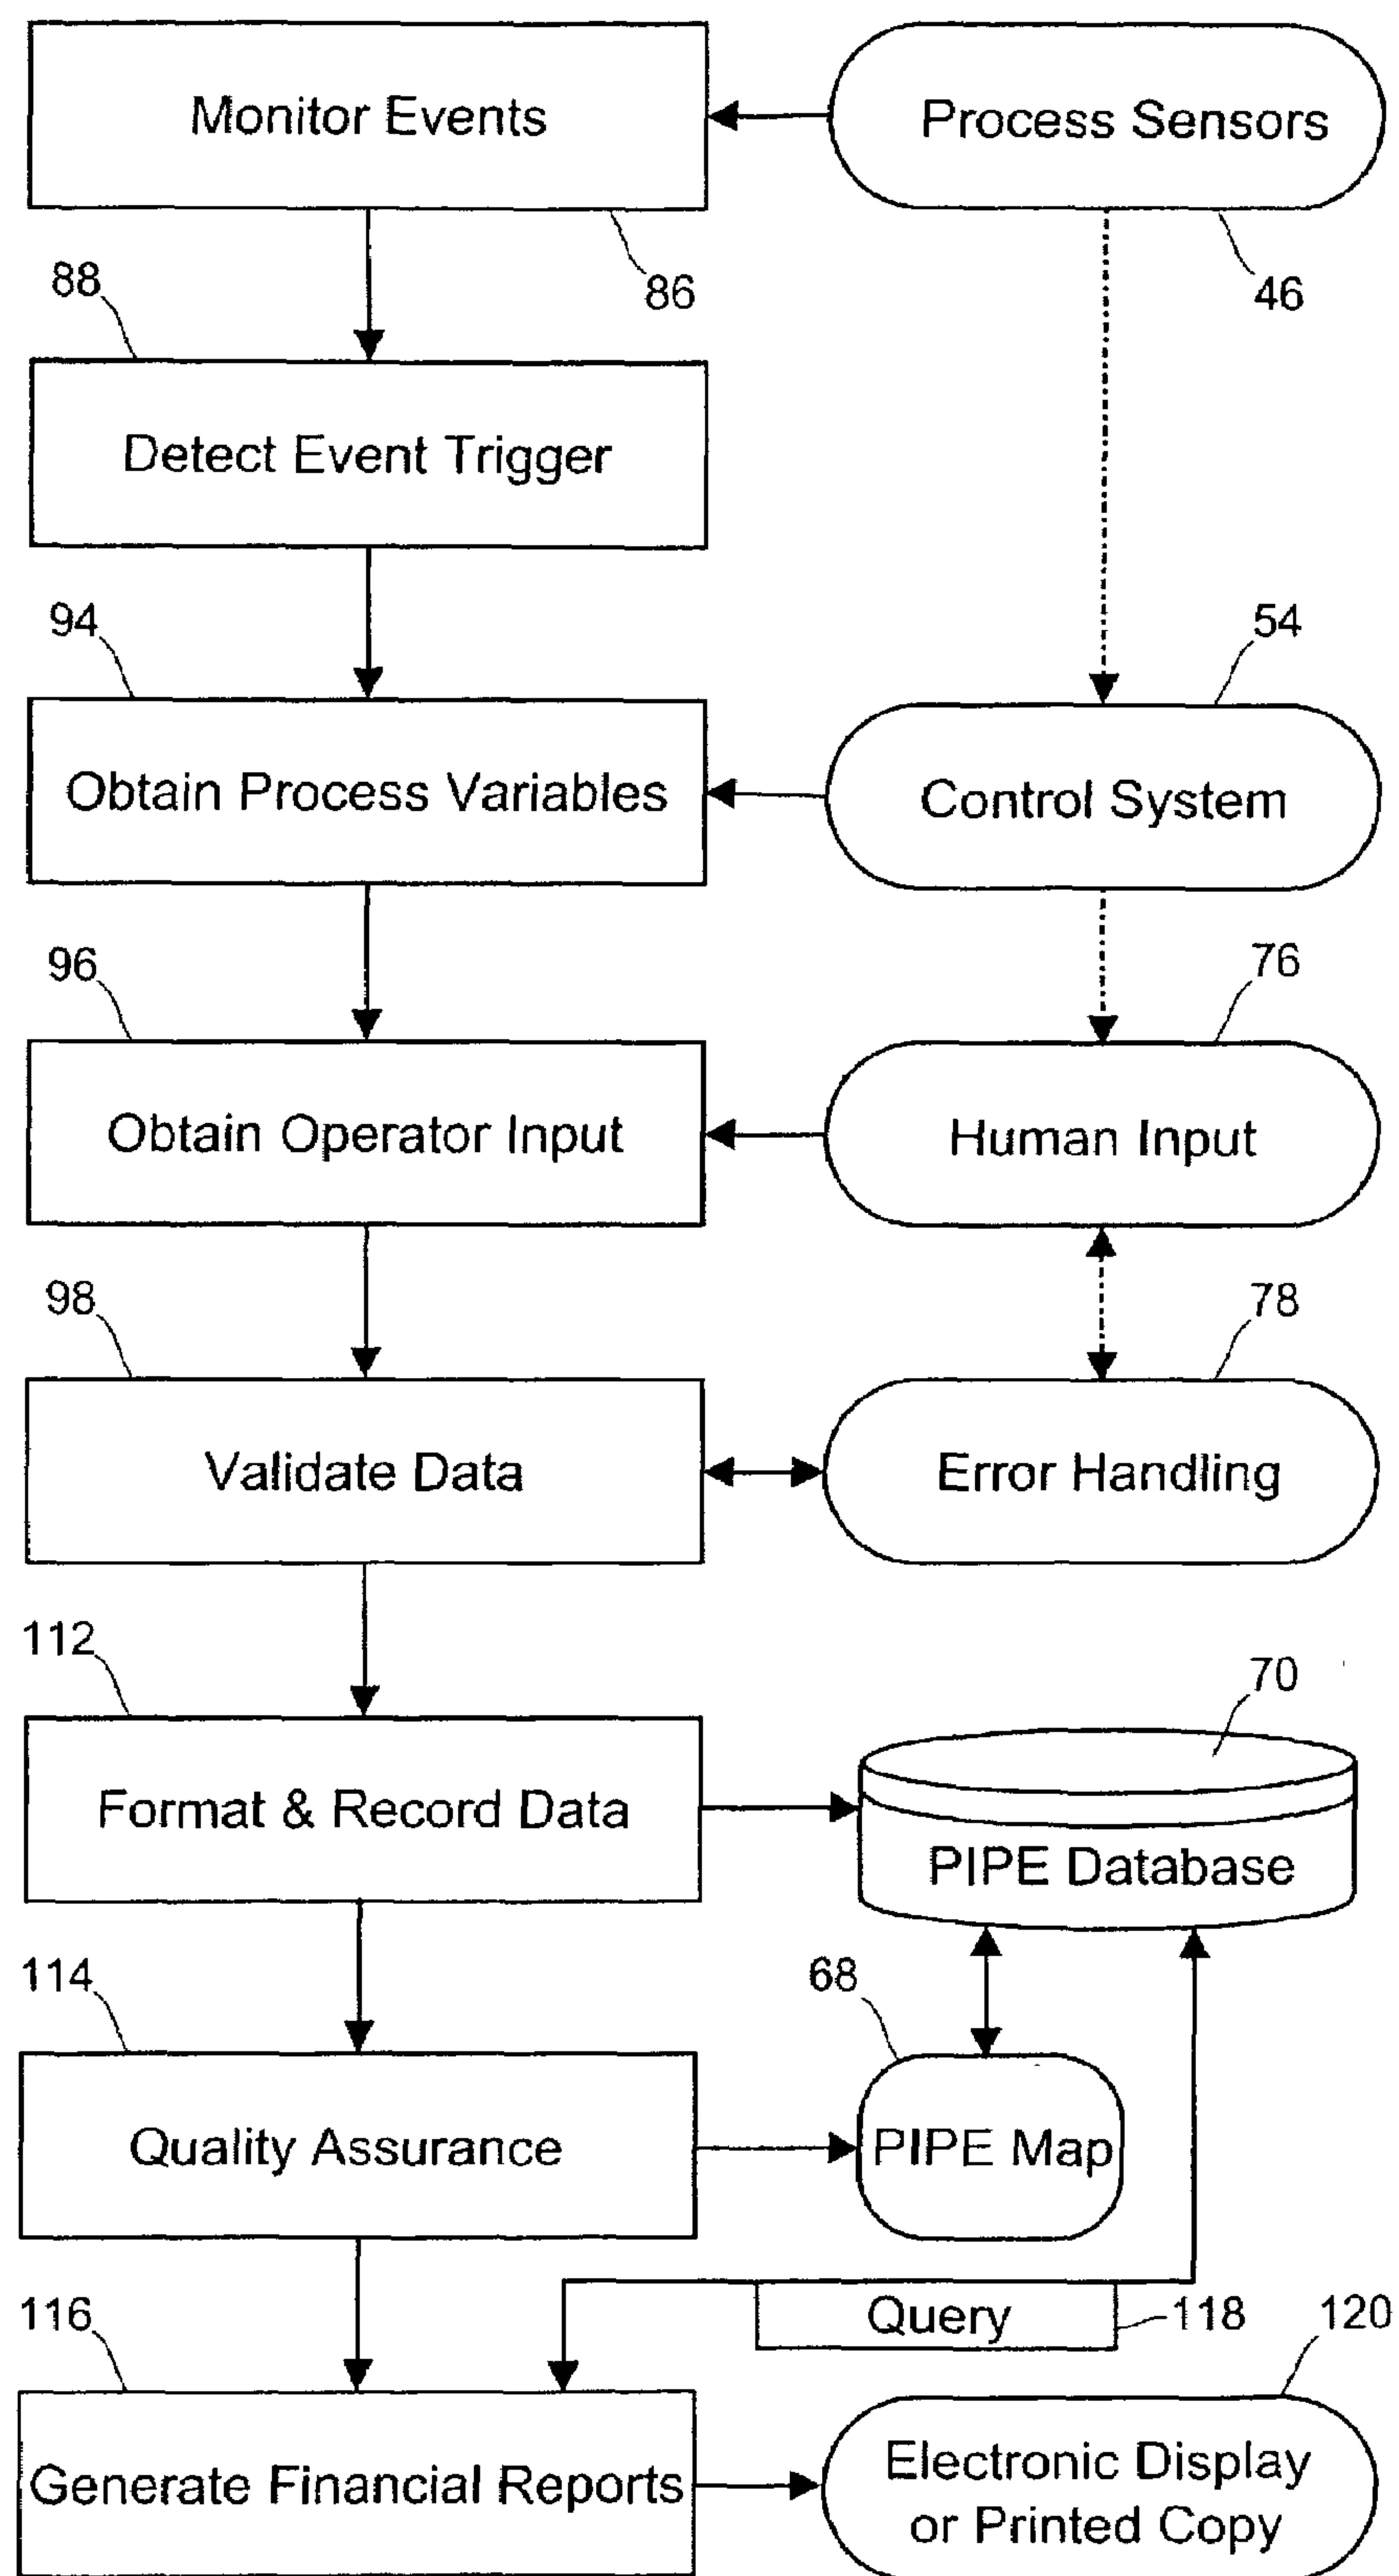 Monitor Events
Process Sensors
86
46
88
Detect Event Trigger
94
54
Obtain Process Variables
Control System
96
76
Obtain Operator Input
Human Input
98
78
Validate Data
Error Handling
112
70
Format & Record Data
PIPE Database
114
68
Quality Assurance
PIPE Map
116
Query
118
120
Generate Financial Reports
Electronic Display
or Printed Copy